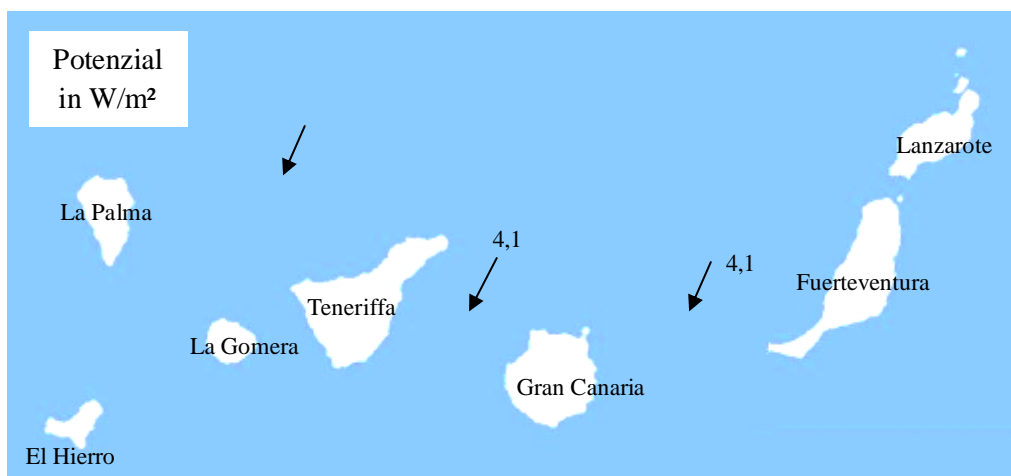 Potenzial
in W/m²
Lanzarote
La Palma
4,1
4,1
Fuerteventura
Teneriffa
La Gomera
Gran Canaria
El Hierro